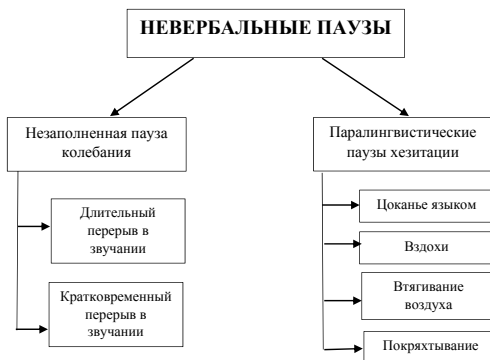 НЕВЕРБАЛЬНЫЕ ПАУЗЫ
Незаполненная пауза
колебания
Длительный
перерыв в
звучании
Кратковременный
перерыв в
звучании
Паралингвистические
паузы хезитации
Цоканье языком
Вздохи
Втягивание
воздуха
Покряхтывание